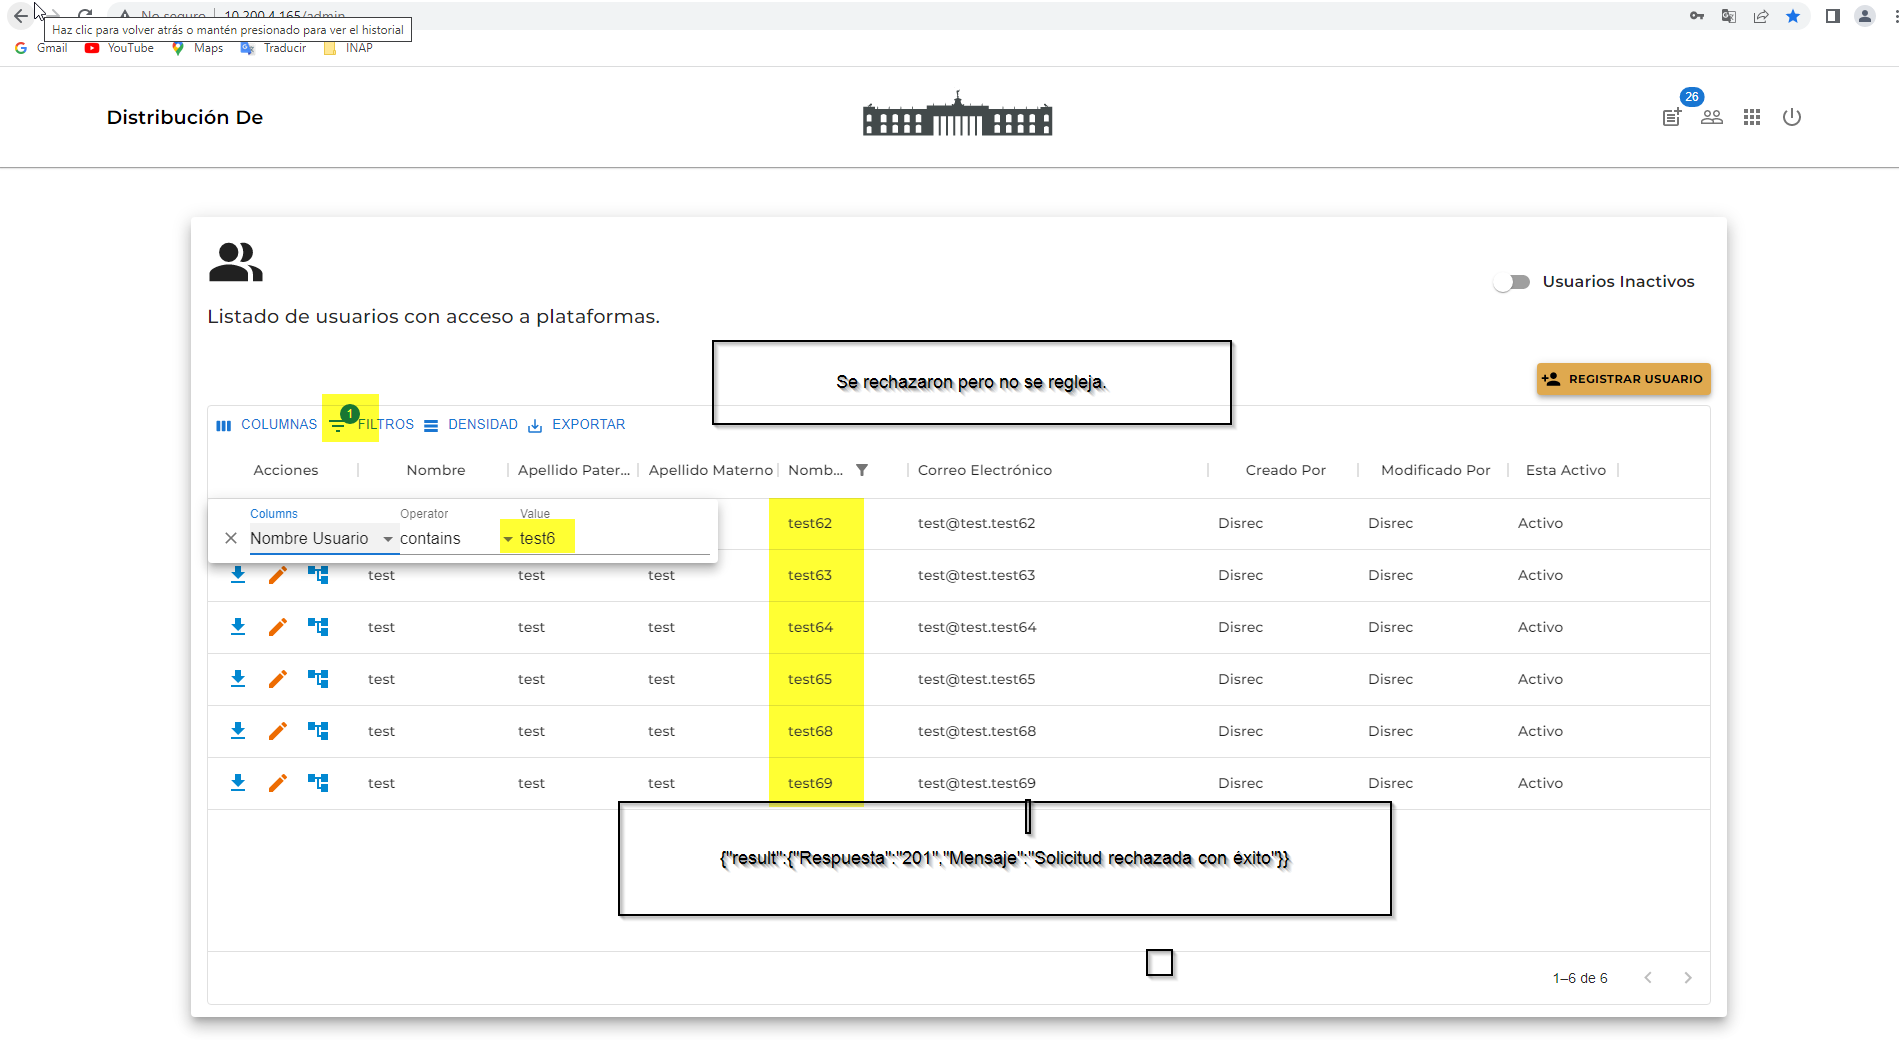 No seguro 10.200.4.165/admin
Haz clic para volver atrás o mantén presionado para ver el historial
Gmail YouTube Maps Traducir INAP
Distribución De
26
Usuarios Inactivos
Listado de usuarios con acceso a plataformas.
Se rechazaron pero no se regleja.
REGISTRAR USUARIO
COLUMNAS 1 FILTROS DENSIDAD EXPORTAR
Acciones Nombre Apellido Pater... Apellido Materno Nomb... Correo Electrónico Creado Por Modificado Por Esta Activo
Columns Operator Value
Nombre Usuario contains test6
test62 test@test.test62 Disrec Disrec Activo
test test test test63 test@test.test63 Disrec Disrec Activo
test test test test64 test@test.test64 Disrec Disrec Activo
test test test test65 test@test.test65 Disrec Disrec Activo
test test test test68 test@test.test68 Disrec Disrec Activo
test test test test69 test@test.test69 Disrec Disrec Activo
{"result":{"Respuesta":"201","Mensaje":"Solicitud rechazada con éxito"}}
1–6 de 6